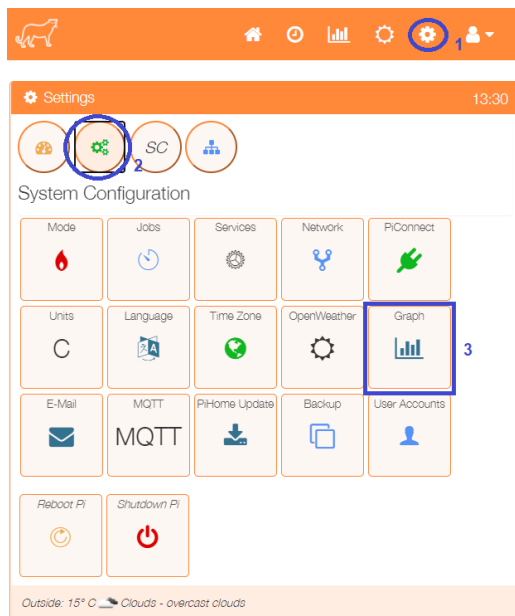 1
Settings 13:30
SC
2
System Configuration
Mode Jobs Services Network PiConnect
Units Language Time Zone OpenWeather Graph
C
3
E-Mail MQTT PiHome Update Backup User Accounts
MQTT
Reboot Pi Shutdown Pi
Outside: 15° C Clouds - overcast clouds